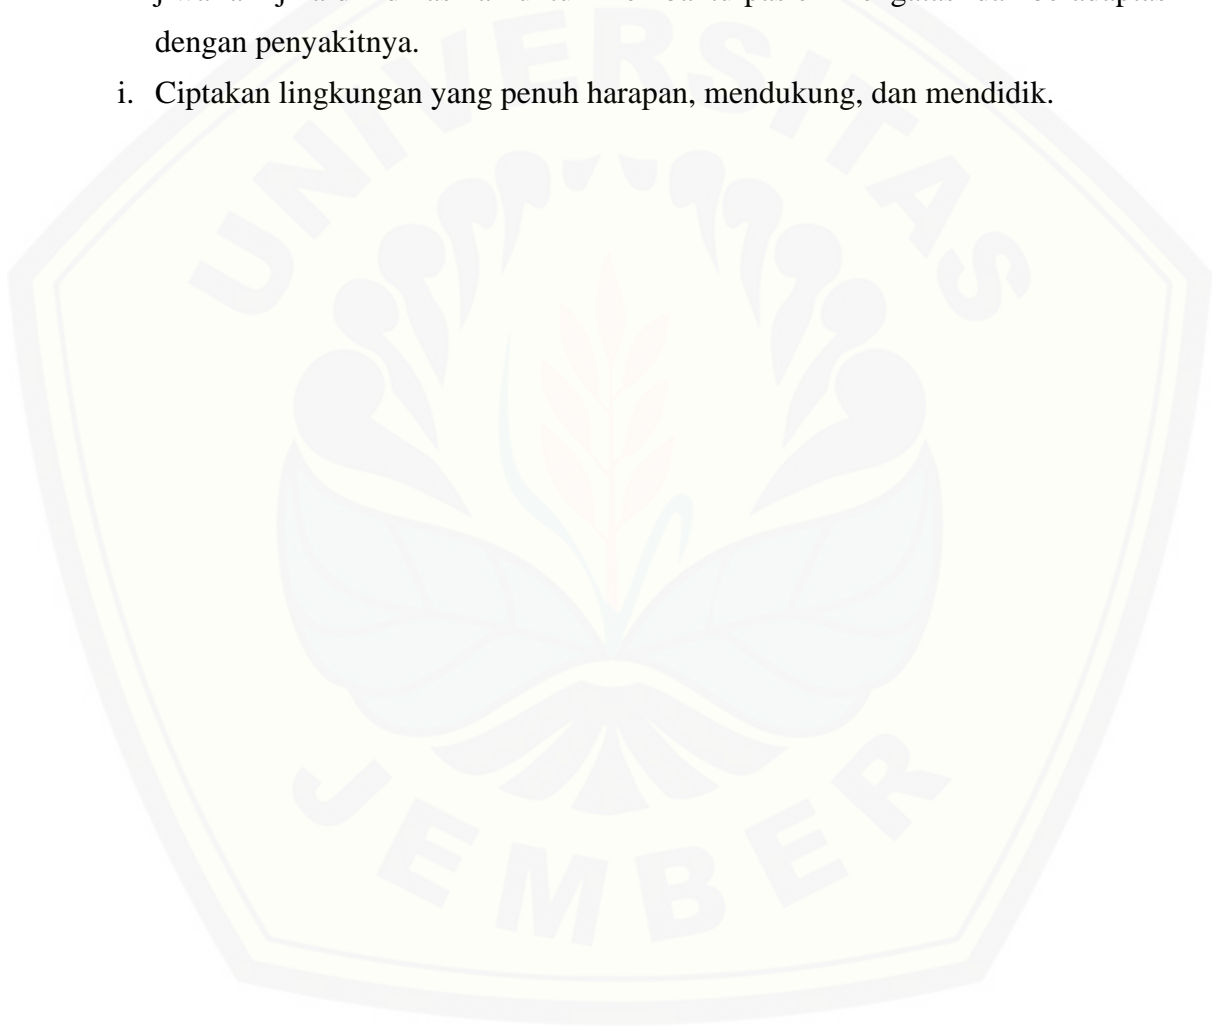 dengan penyakitnya.
i. Ciptakan lingkungan yang penuh harapan, mendukung, dan mendidik.
UNIVERSITAS
JEMBER